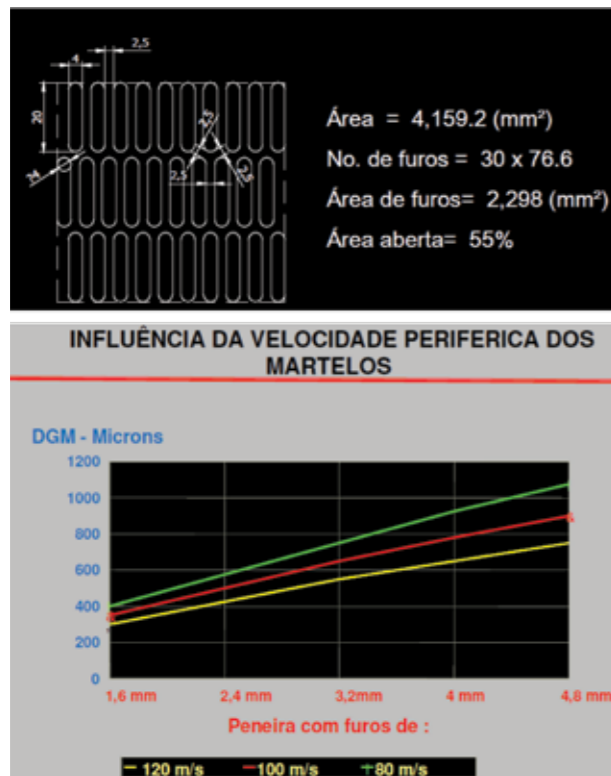 2,5
4
20
2,5
2,5
2,5
24
Área = 4,159.2 (mm²)
No. de furos = 30 x 76.6
Área de furos= 2,298 (mm²)
Área aberta= 55%
INFLUÊNCIA DA VELOCIDADE PERIFERICA DOS
MARTELOS
DGM - Microns
1200
1000
800
600
400
200
0
1,6 mm
2,4 mm
3,2mm
4 mm
4,8 mm
Peneira com furos de :
120 m/s
100 m/s
80 m/s